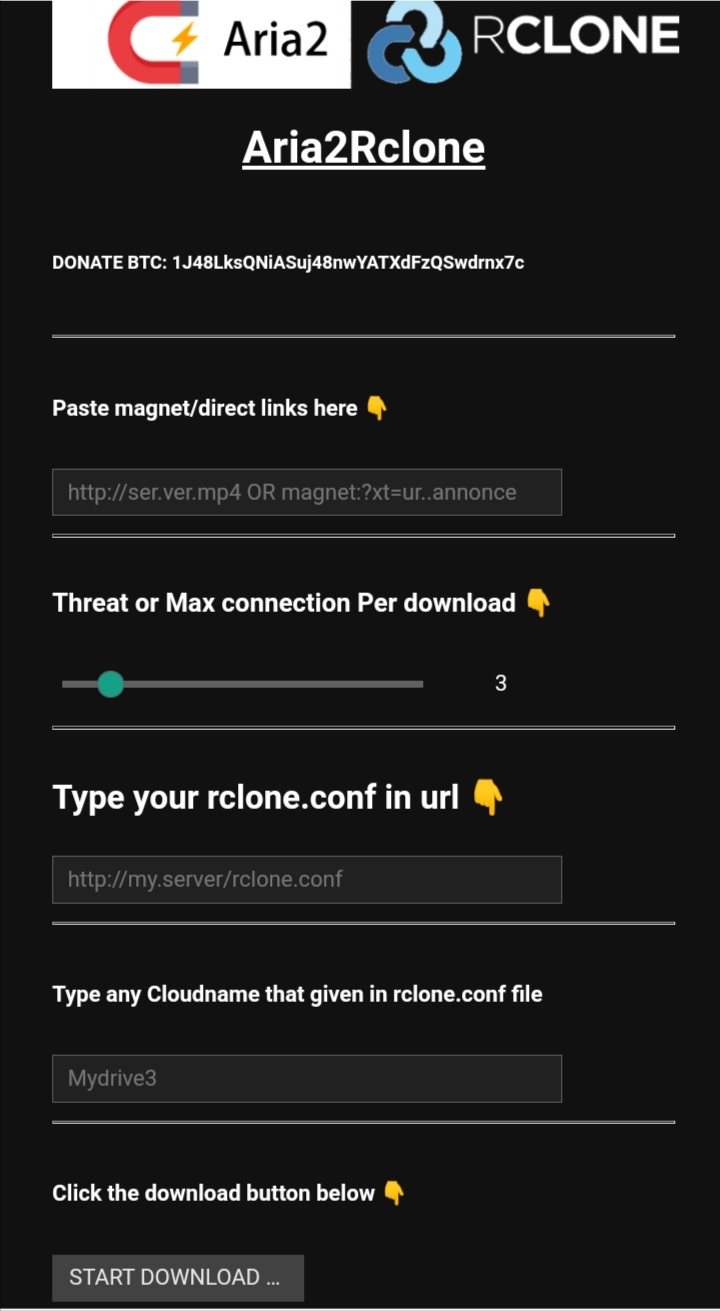 Aria2 RCLONE
Aria2Rclone
DONATE BTC: 1J48LksQNiASuj48nwYATXdFzQSwdrnx7c
Paste magnet/direct links here 👇
http://ser.ver.mp4 OR magnet:?xt=ur..annonce
Threat or Max connection Per download 👇
3
Type your rclone.conf in url 👇
http://my.server/rclone.conf
Type any Cloudname that given in rclone.conf file
Mydrive3
Click the download button below 👇
START DOWNLOAD ...